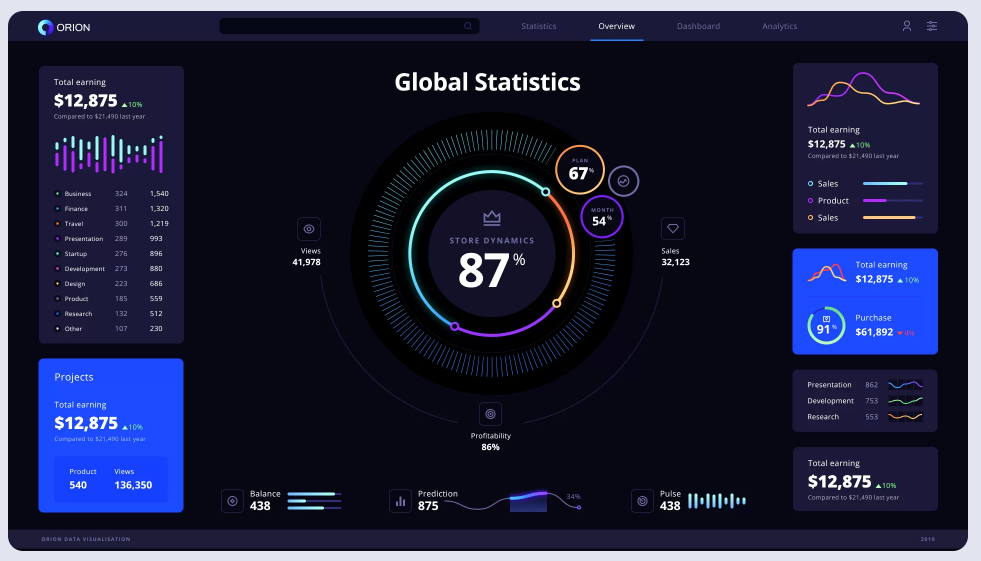 ORION
Statistics
Overview
Dashboard
Analytics
Total earning
$12,875 ▲10%
Compared to $21,490 last year
Business 324 1,540
Finance 311 1,320
Travel 300 1,219
Presentation 289 993
Startup 276 896
Development 273 880
Design 223 686
Product 185 559
Research 132 512
Other 107 230
Projects
Total earning
$12,875 ▲10%
Compared to $21,490 last year
Product Views
540 136,350
Global Statistics
PLAN
67%
MONTH
54%
STORE DYNAMICS
87%
Views
41,978
Sales
32,123
Profitability
86%
Balance
438
Prediction
875
34%
Pulse
438
Total earning
$12,875 ▲10%
Compared to $21,490 last year
Sales
Product
Sales
Total earning
$12,875 ▲10%
91%
Purchase
$61,892 ▼4%
Presentation 862
Development 753
Research 553
Total earning
$12,875 ▲10%
Compared to $21,490 last year
ORION DATA VISUALISATION
2019